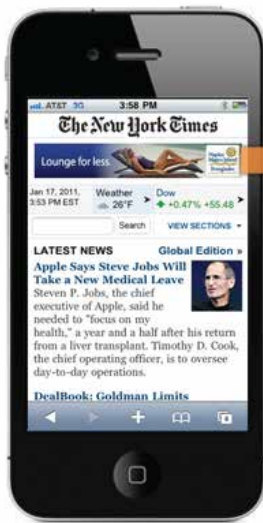 AT&T 3G 3:58 PM
The New York Times
Lounge for less
Jan 17, 2011,
3:53 PM EST
Weather
26°F
Dow
+0.47% +55.48
Search
VIEW SECTIONS
LATEST NEWS
Global Edition »
Apple Says Steve Jobs Will
Take a New Medical Leave
Steven P. Jobs, the chief
executive of Apple, said he
needed to "focus on my
health," a year and a half after his return
from a liver transplant. Timothy D. Cook,
the chief operating officer, is to oversee
day-to-day operations.
DealBook: Goldman Limits